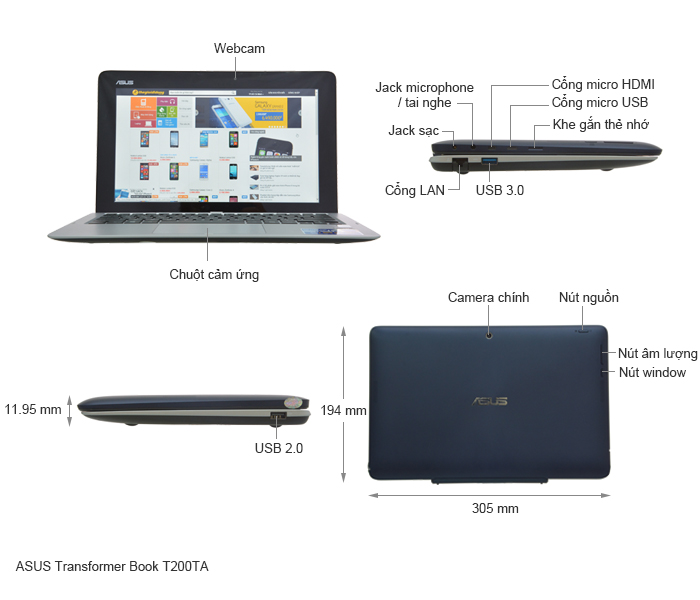 Webcam
ASUS
Chuột cảm ứng
Jack microphone
/ tai nghe
Jack sạc
Cổng micro HDMI
Cổng micro USB
Khe gắn thẻ nhớ
Cổng LAN
USB 3.0
11.95 mm
USB 2.0
Camera chính
Nút nguồn
Nút âm lượng
Nút window
ASUS
194 mm
305 mm
ASUS Transformer Book T200TA